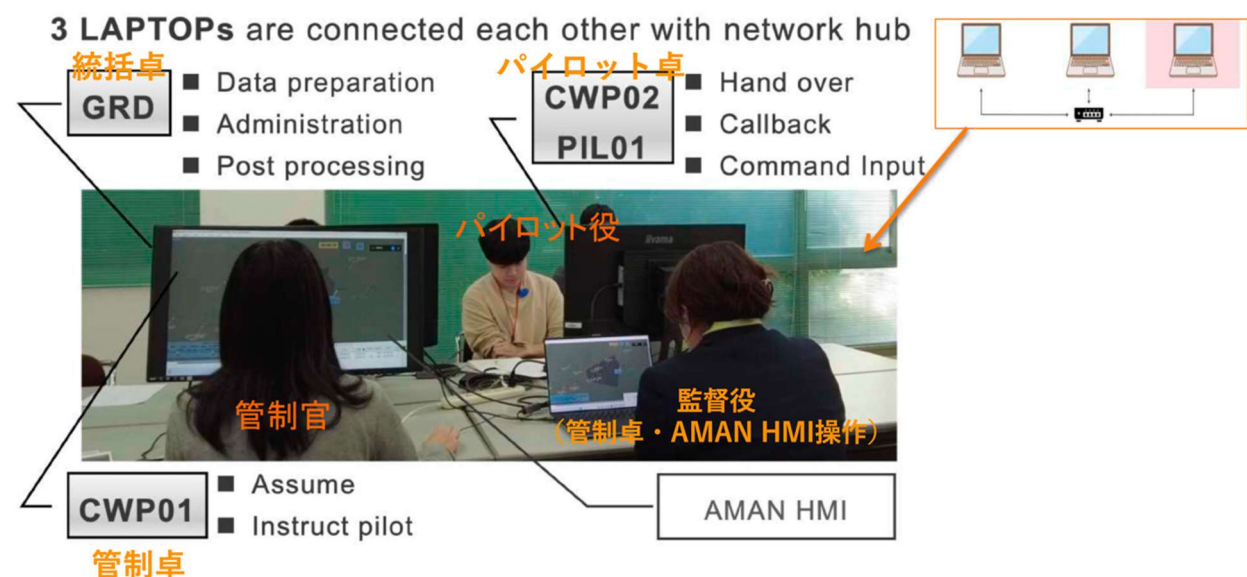 3 LAPTOPs are connected each other with network hub
統括卓
GRD
■ Data preparation
■ Administration
■ Post processing
パイロット卓
CWP02
PIL01
■ Hand over
■ Callback
■ Command Input
パイロット役
iiyama
管制官
監督役
（管制卓・AMAN HMI操作）
CWP01
■ Assume
■ Instruct pilot
管制卓
AMAN HMI